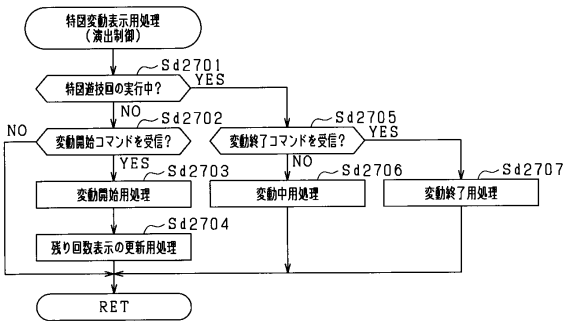 特図変動表示用処理
(演出制御)
Sd2701
特図遊技回の実行中?
YES
NO
Sd2702
Sd2705
NO
変動開始コマンドを受信?
変動終了コマンドを受信?
YES
YES
NO
Sd2703
Sd2706
Sd2707
変動開始用処理
変動中用処理
変動終了用処理
Sd2704
残り回数表示の更新用処理
RET